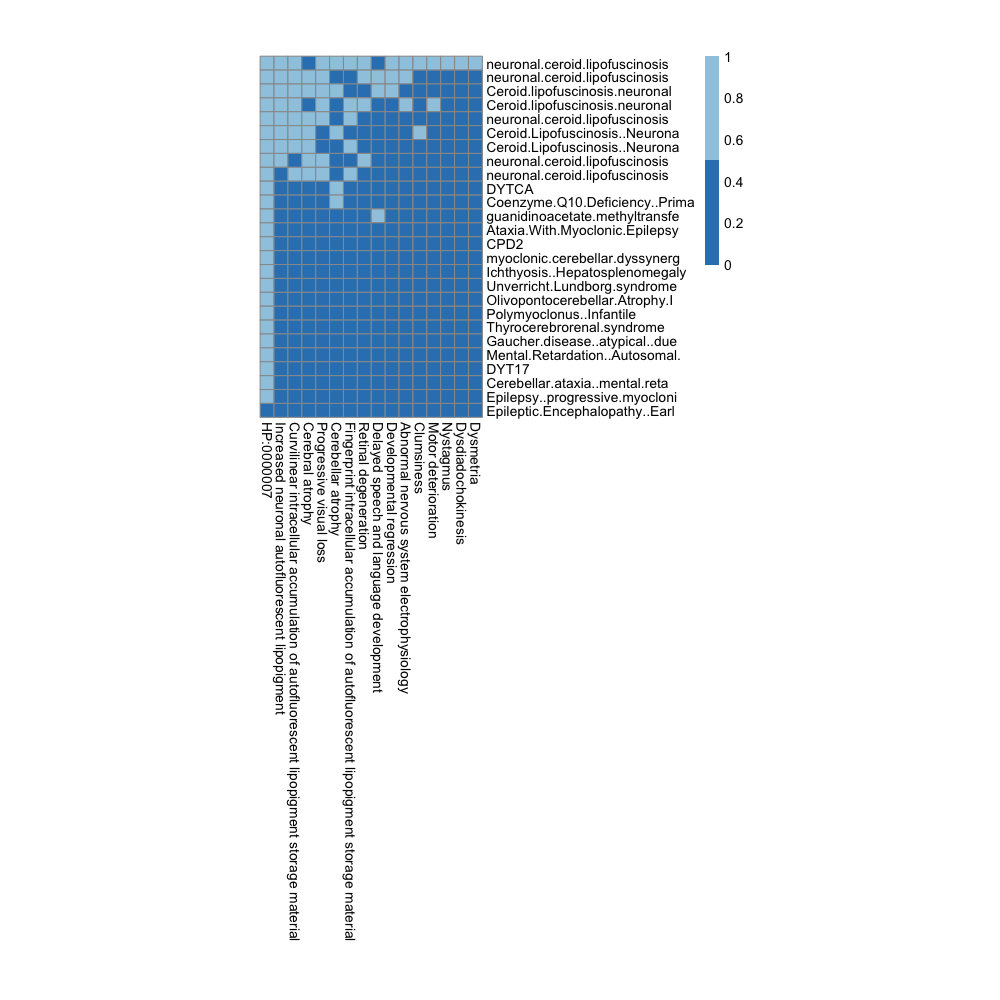 neuronal.ceroid.lipofuscinosis
neuronal.ceroid.lipofuscinosis
Ceroid.lipofuscinosis.neuronal
Ceroid.lipofuscinosis.neuronal
neuronal.ceroid.lipofuscinosis
Ceroid.Lipofuscinosis..Neurona
Ceroid.Lipofuscinosis..Neurona
neuronal.ceroid.lipofuscinosis
neuronal.ceroid.lipofuscinosis
DYTCA
Coenzyme.Q10.Deficiency..Prima
guanidinoacetate.methyltransfe
Ataxia.With.Myoclonic.Epilepsy
CPD2
myoclonic.cerebellar.dyssynerg
Ichthyosis..Hepatosplenomegaly
Unverricht.Lundborg.syndrome
Olivopontocerebellar.Atrophy.I
Polymyoclonus..Infantile
Thyrocerebrorenal.syndrome
Gaucher.disease..atypical..due
Mental.Retardation..Autosomal.
DYT17
Cerebellar.ataxia..mental.reta
Epilepsy..progressive.myocloni
Epileptic.Encephalopathy..Earl
1
0.8
0.6
0.4
0.2
0
HP:0000007
Increased neuronal autofluorescent lipopigment
Curvilinear intracellular accumulation of autofluorescent lipopigment storage material
Cerebral atrophy
Progressive visual loss
Cerebellar atrophy
Fingerprint intracellular accumulation of autofluorescent lipopigment storage material
Retinal degeneration
Delayed speech and language development
Developmental regression
Abnormal nervous system electrophysiology
Clumsiness
Motor deterioration
Nystagmus
Dysdiadochokinesis
Dysmetria